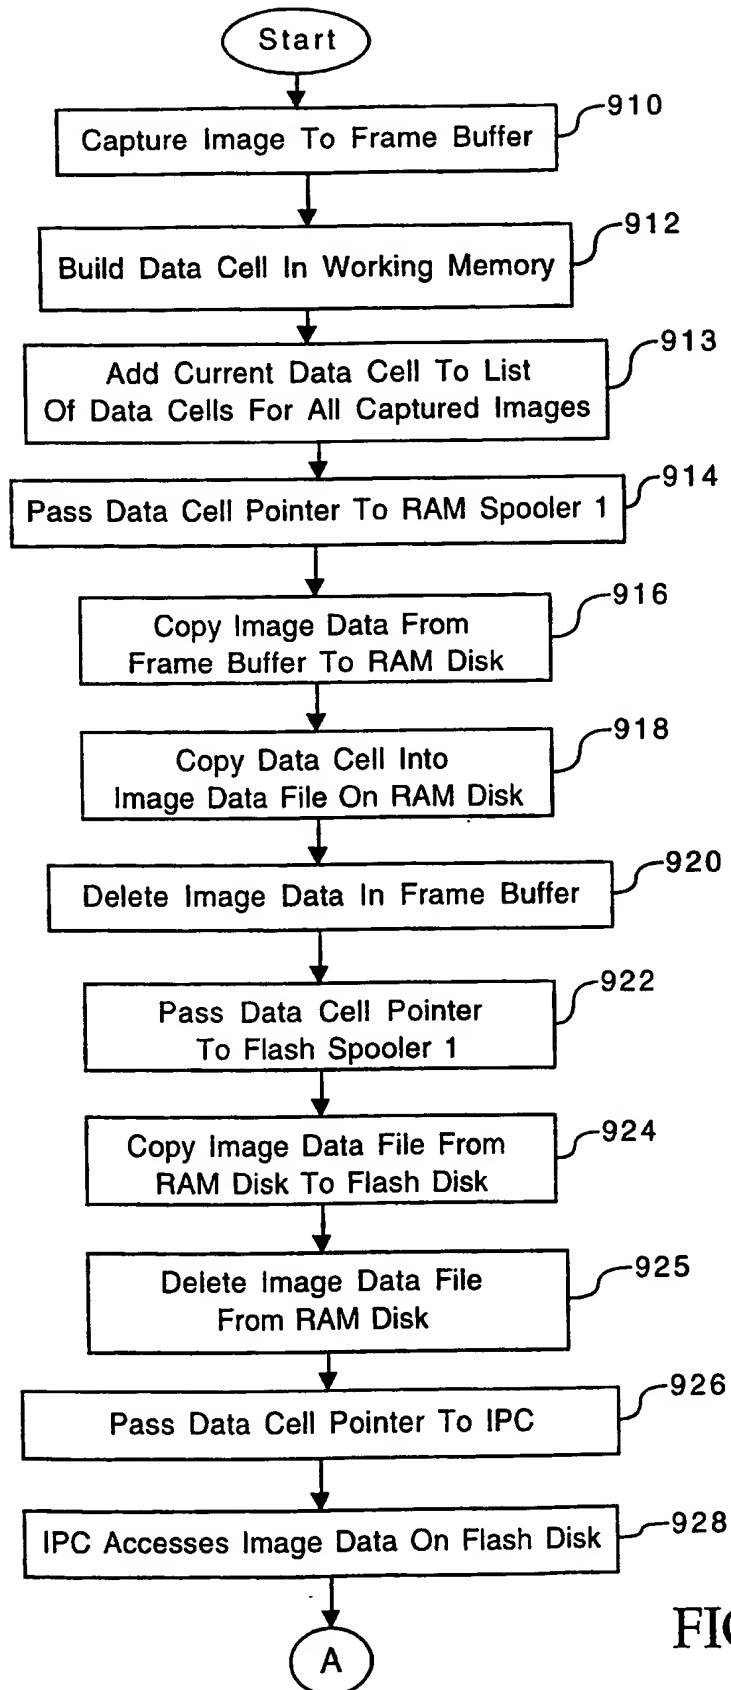 Start
910
Capture Image To Frame Buffer
912
Build Data Cell In Working Memory
913
Add Current Data Cell To List
Of Data Cells For All Captured Images
914
Pass Data Cell Pointer To RAM Spooler 1
916
Copy Image Data From
Frame Buffer To RAM Disk
918
Copy Data Cell Into
Image Data File On RAM Disk
920
Delete Image Data In Frame Buffer
922
Pass Data Cell Pointer
To Flash Spooler 1
924
Copy Image Data File From
RAM Disk To Flash Disk
925
Delete Image Data File
From RAM Disk
926
Pass Data Cell Pointer To IPC
928
IPC Accesses Image Data On Flash Disk
A